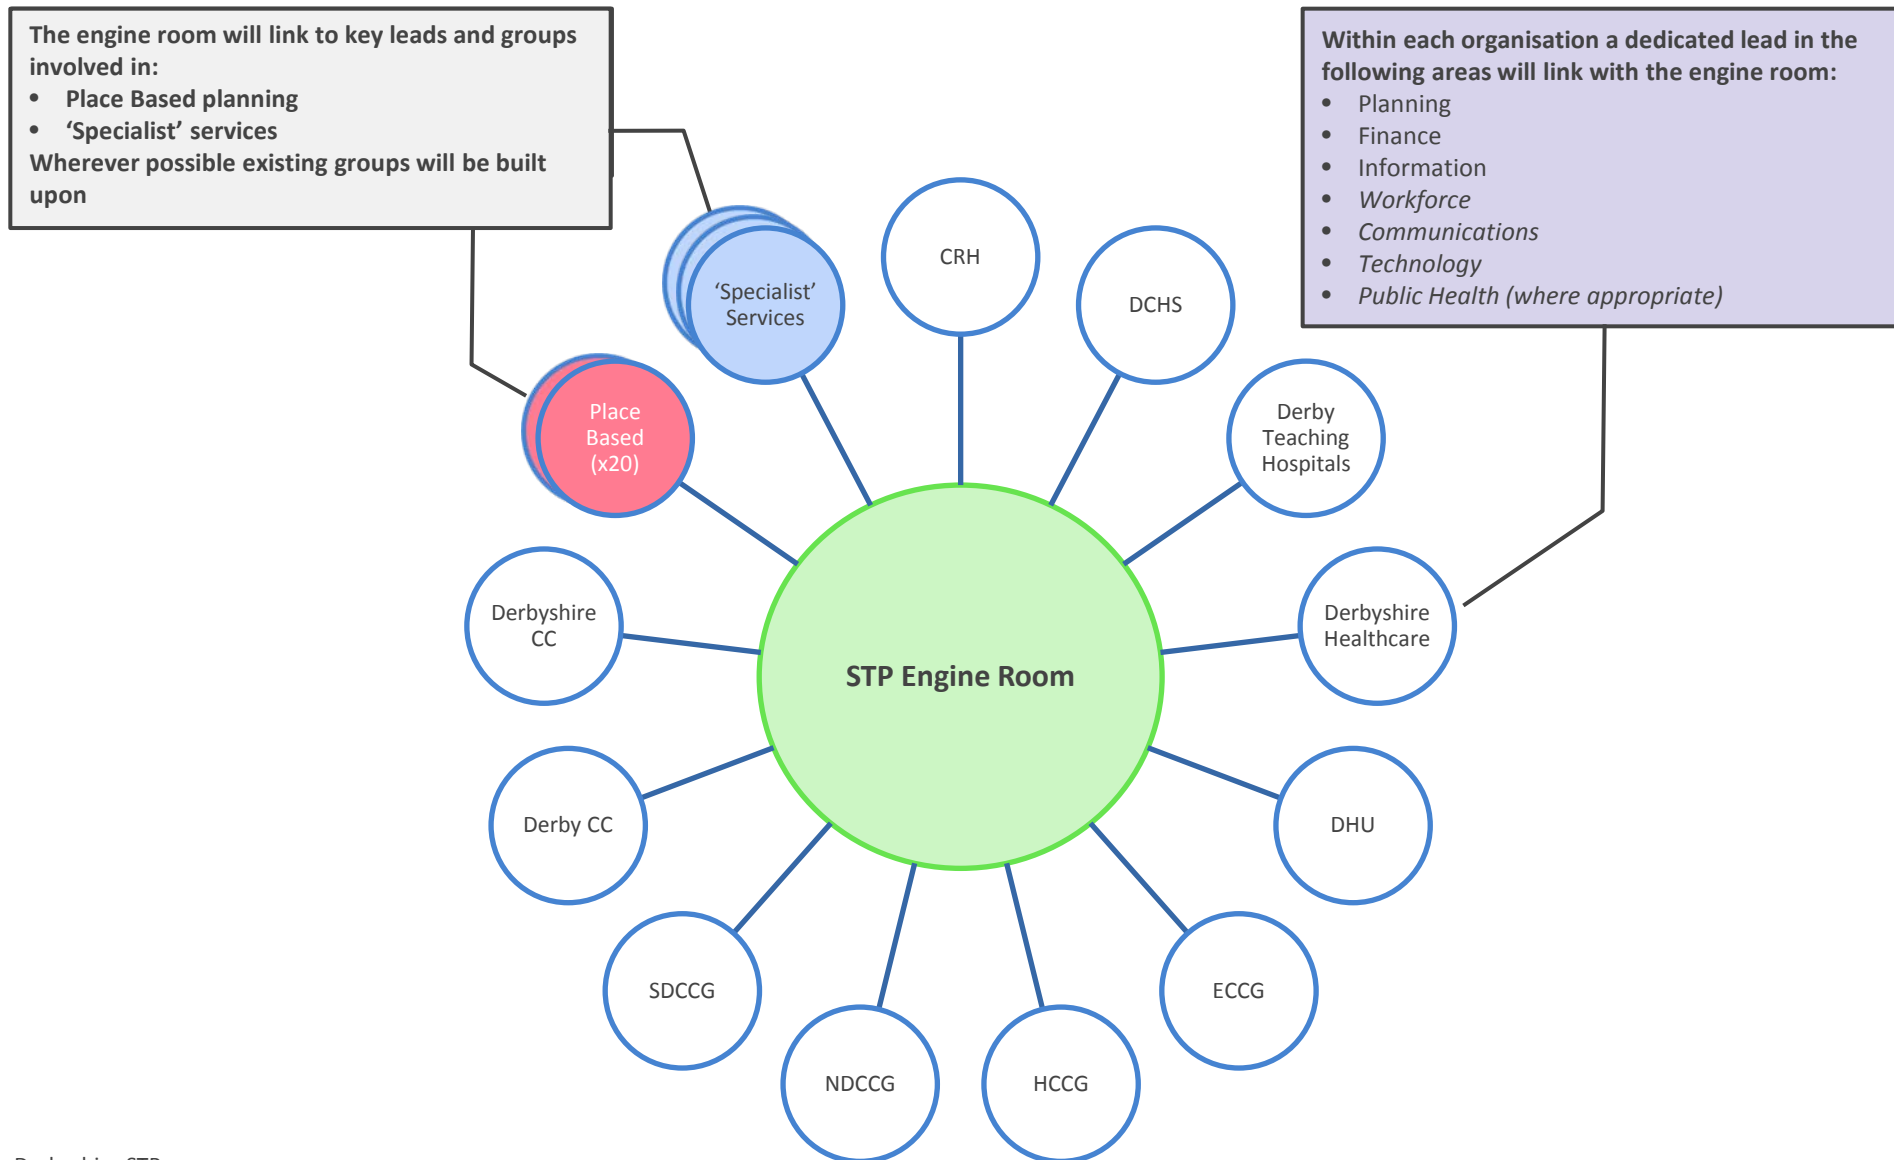 The engine room will link to key leads and groups
involved in:
• Place Based planning
• ‘Specialist’ services
Wherever possible existing groups will be built
upon
Within each organisation a dedicated lead in the
following areas will link with the engine room:
• Planning
• Finance
• Information
• Workforce
• Communications
• Technology
• Public Health (where appropriate)
‘Specialist’
Services
CRH
DCHS
Place
Based
(x20)
Derby
Teaching
Hospitals
Derbyshire
CC
Derbyshire
Healthcare
STP Engine Room
Derby CC
DHU
SDCCG
ECCG
NDCCG
HCCG